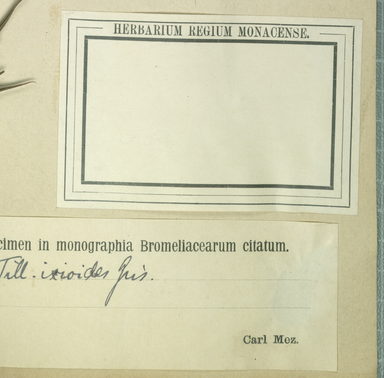 HERBARIUM REGIUM MONACENSE.
cimen in monographia Bromeliacearum citatum.
Till. ixioides Gris.
Carl Mez.